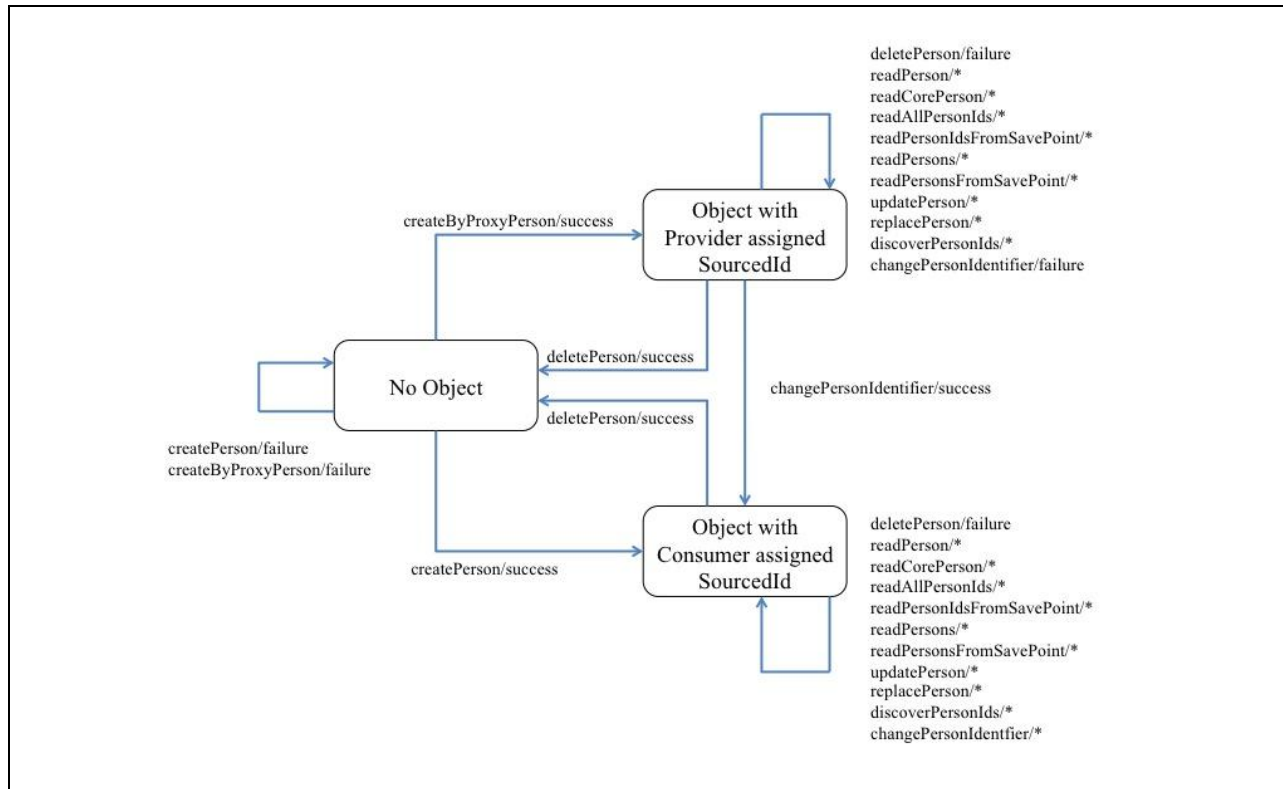 deletePerson/failure
readPerson/*
readCorePerson/*
readAllPersonIds/*
readPersonIdsFromSavePoint/*
readPersons/*
readPersonsFromSavePoint/*
updatePerson/*
replacePerson/*
discoverPersonIds/*
changePersonIdentifier/failure
createByProxyPerson/success
Object with
Provider assigned
SourcedId
deletePerson/success
No Object
changePersonIdentifier/success
deletePerson/success
createPerson/failure
createByProxyPerson/failure
createPerson/success
Object with
Consumer assigned
SourcedId
deletePerson/failure
readPerson/*
readCorePerson/*
readAllPersonIds/*
readPersonIdsFromSavePoint/*
readPersons/*
readPersonsFromSavePoint/*
updatePerson/*
replacePerson/*
discoverPersonIds/*
changePersonIdentfier/*